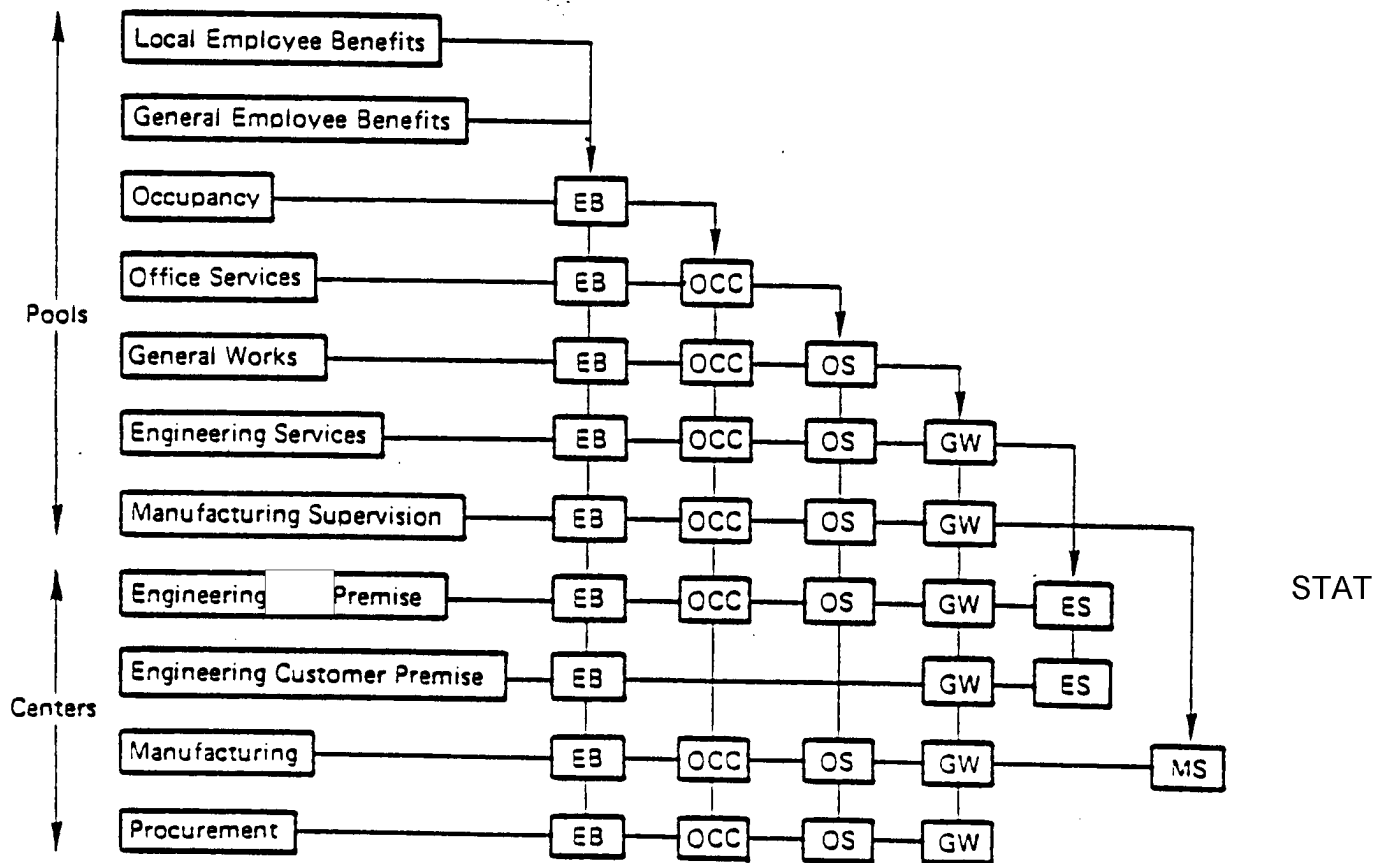 Local Employee Benefits
General Employee Benefits
Occupancy EB
Office Services EB OCC
Pools
General Works EB OCC OS
Engineering Services EB OCC OS GW
Manufacturing Supervision EB OCC OS GW
Engineering Premise EB OCC OS GW ES
STAT
Engineering Customer Premise EB GW ES
Centers
Manufacturing EB OCC OS GW MS
Procurement EB OCC OS GW